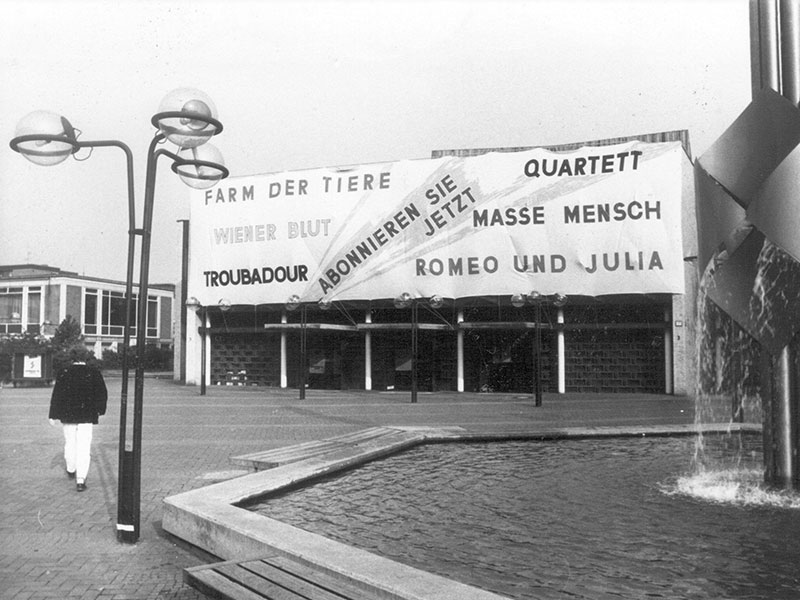 FARM DER TIERE
WIENER BLUT
TROUBADOUR
ABONNIEREN SIE
JETZT
QUARTETT
MASSE MENSCH
ROMEO UND JULIA